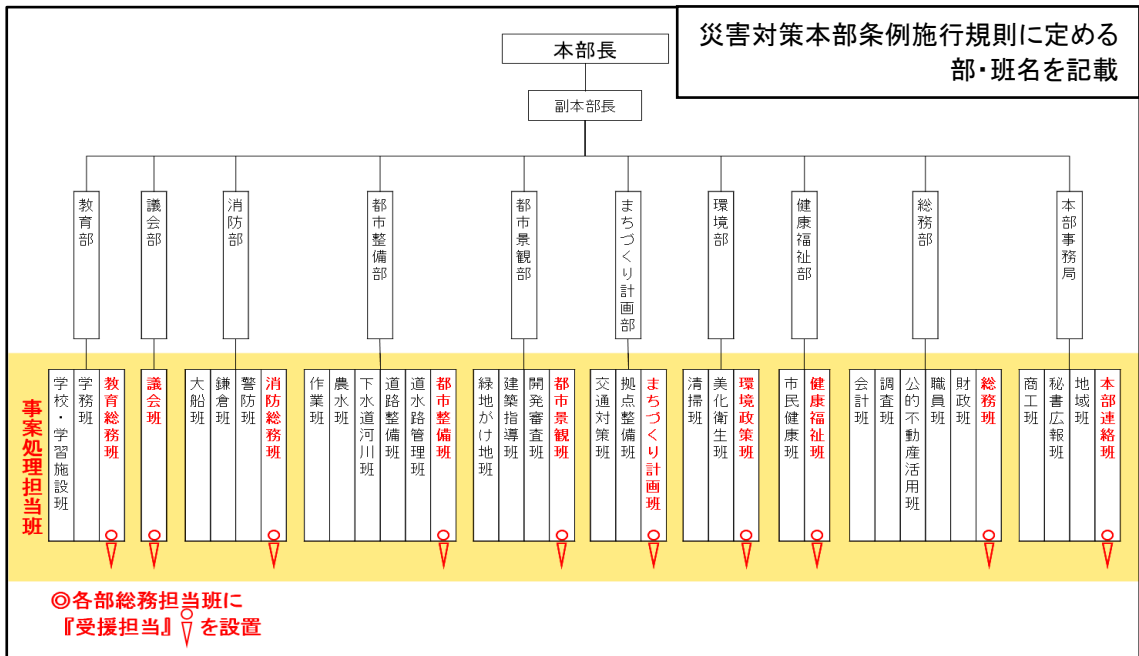 災害対策本部条例施行規則に定める
部・班名を記載
本部長
副本部長
教育部
議会部
消防部
都市整備部
都市景観部
まちづくり計画部
環境部
健康福祉部
総務部
本部事務局
事案処理担当班
学校・学習施設班
学務班
教育総務班
議会班
大船班
鎌倉班
警防班
消防総務班
作業班
農水班
下水道河川班
道路整備班
道水路管理班
都市整備班
緑地がけ地班
建築指導班
開発審査班
都市景観班
交通対策班
拠点整備班
まちづくり計画班
清掃班
美化衛生班
環境政策班
市民健康班
健康福祉班
会計班
調査班
公的不動産活用班
職員班
財政班
総務班
商工班
秘書広報班
地域班
本部連絡班
◎各部総務担当班に
『受援担当』を設置